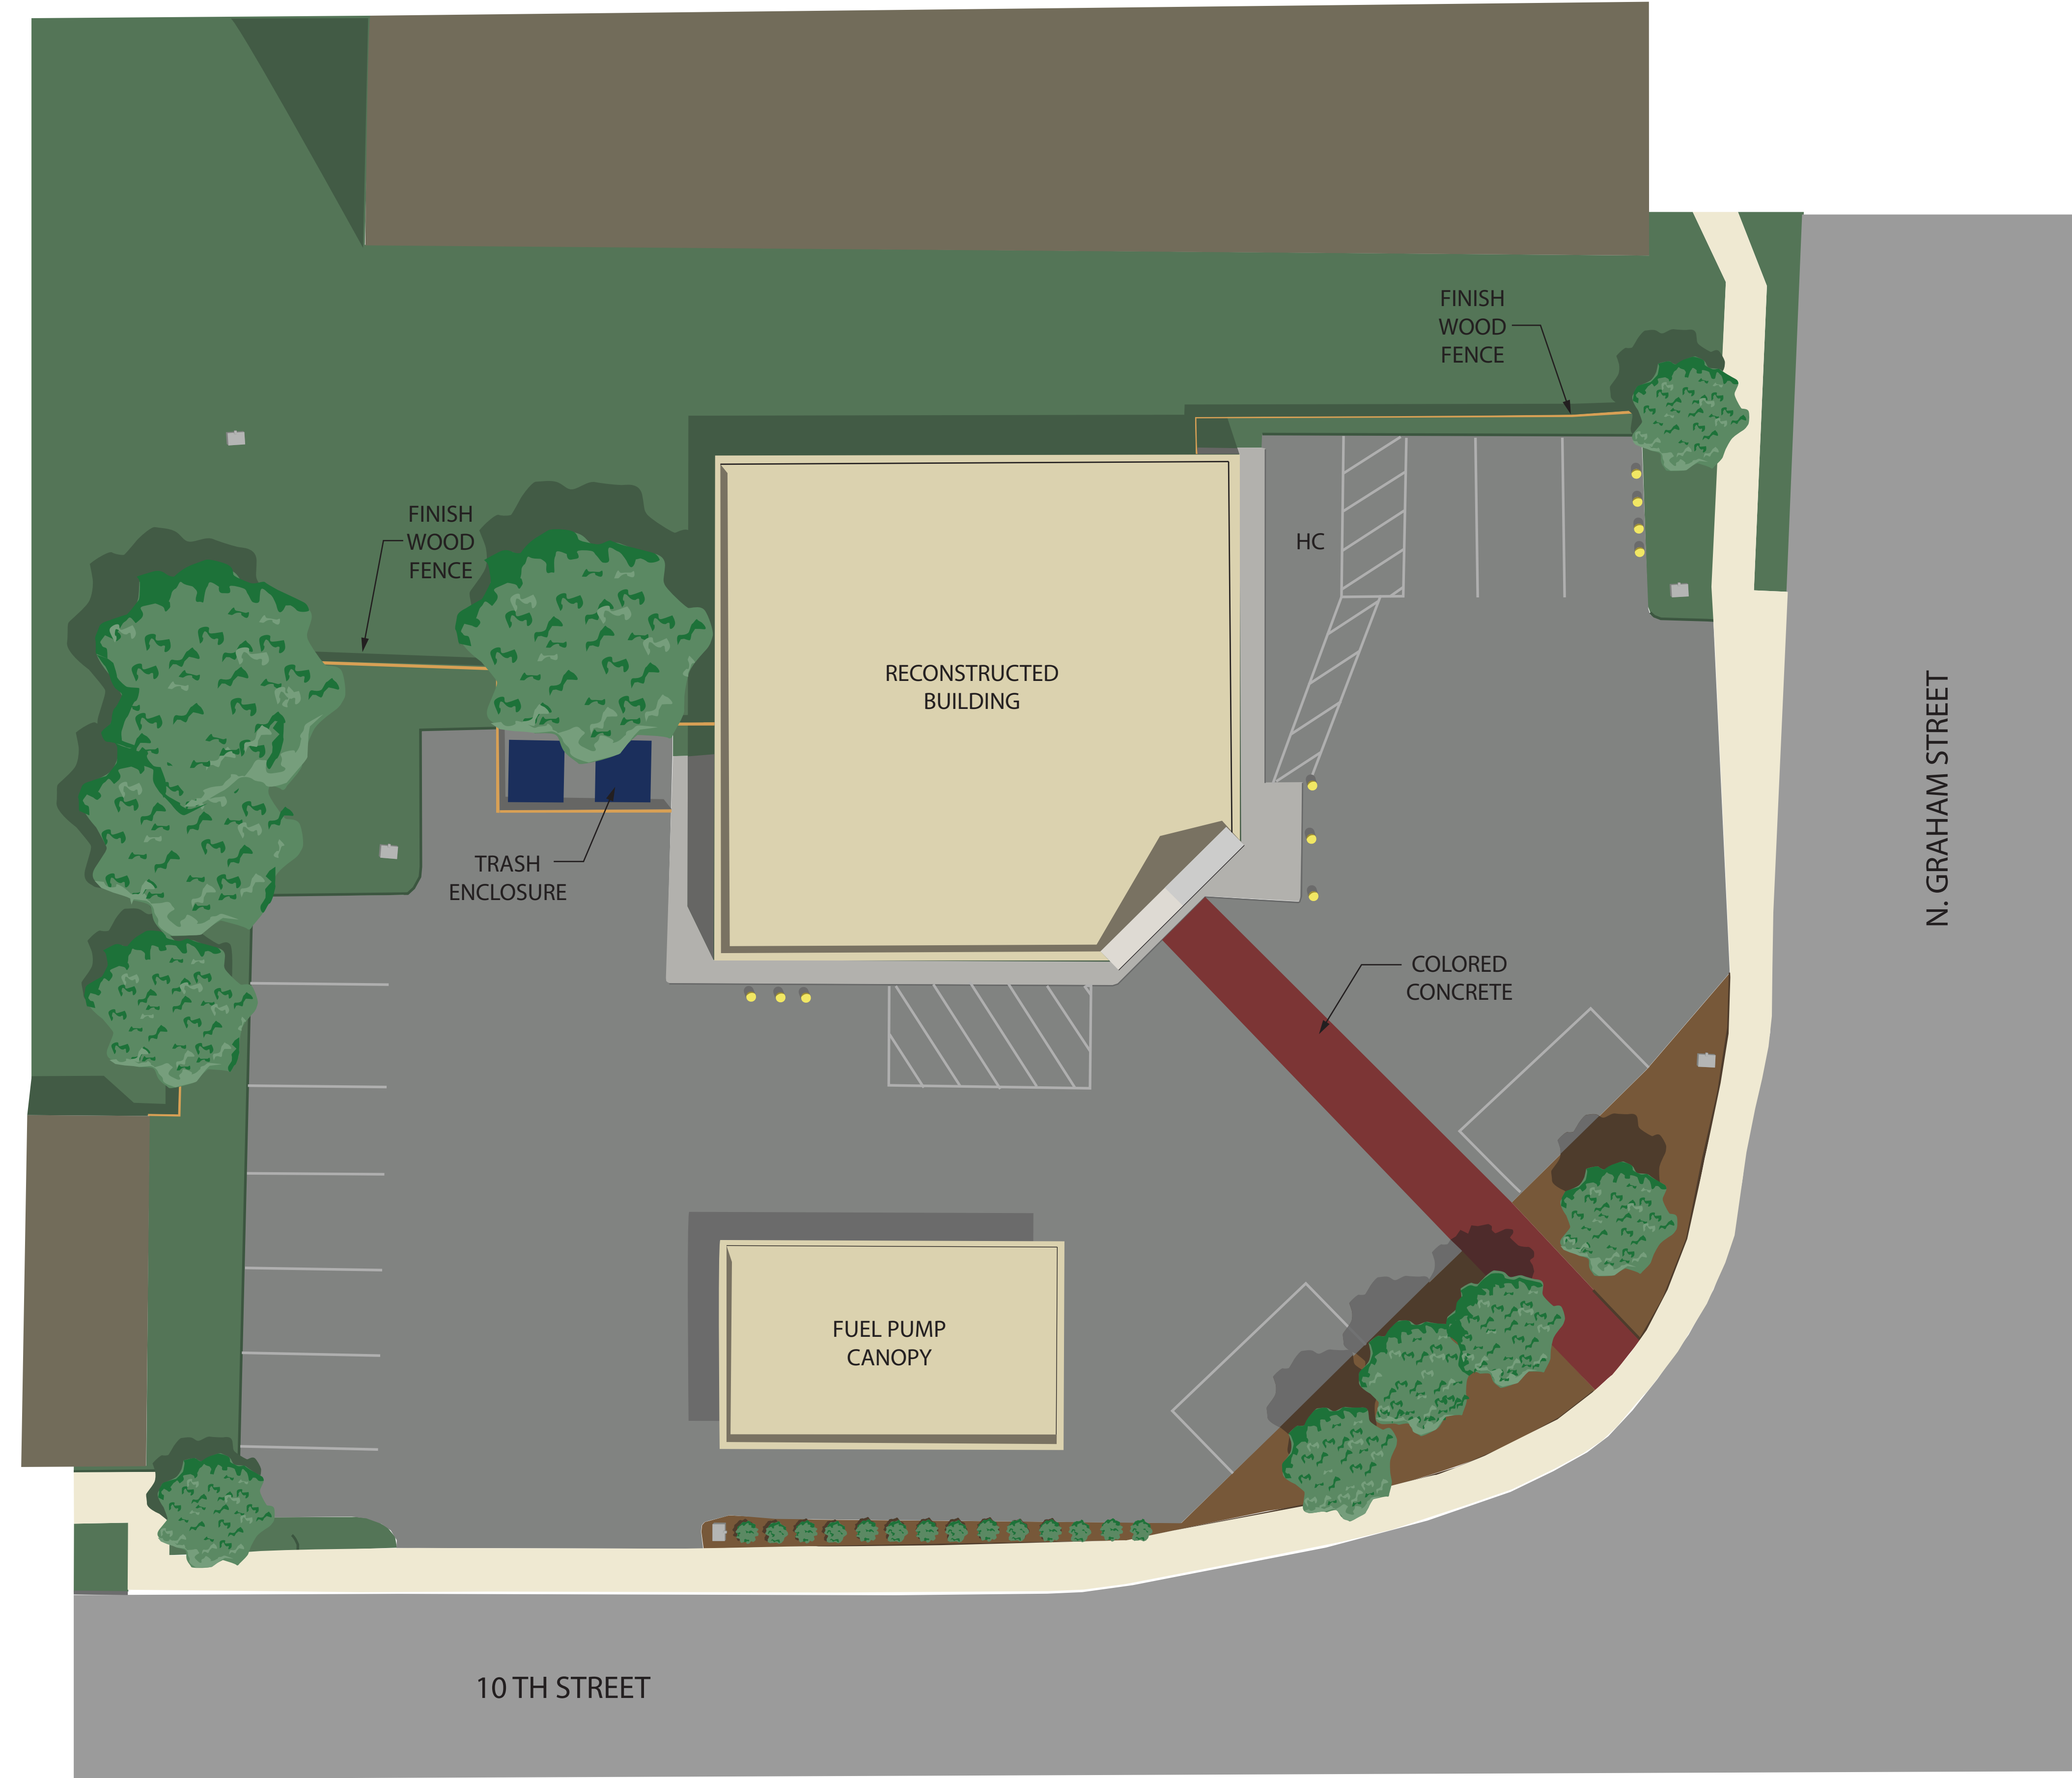 FINISH
WOOD
FENCE
FINISH
WOOD
FENCE
HC
RECONSTRUCTED
BUILDING
N. GRAHAM STREET
TRASH
ENCLOSURE
COLORED
CONCRETE
FUEL PUMP
CANOPY
10 TH STREET